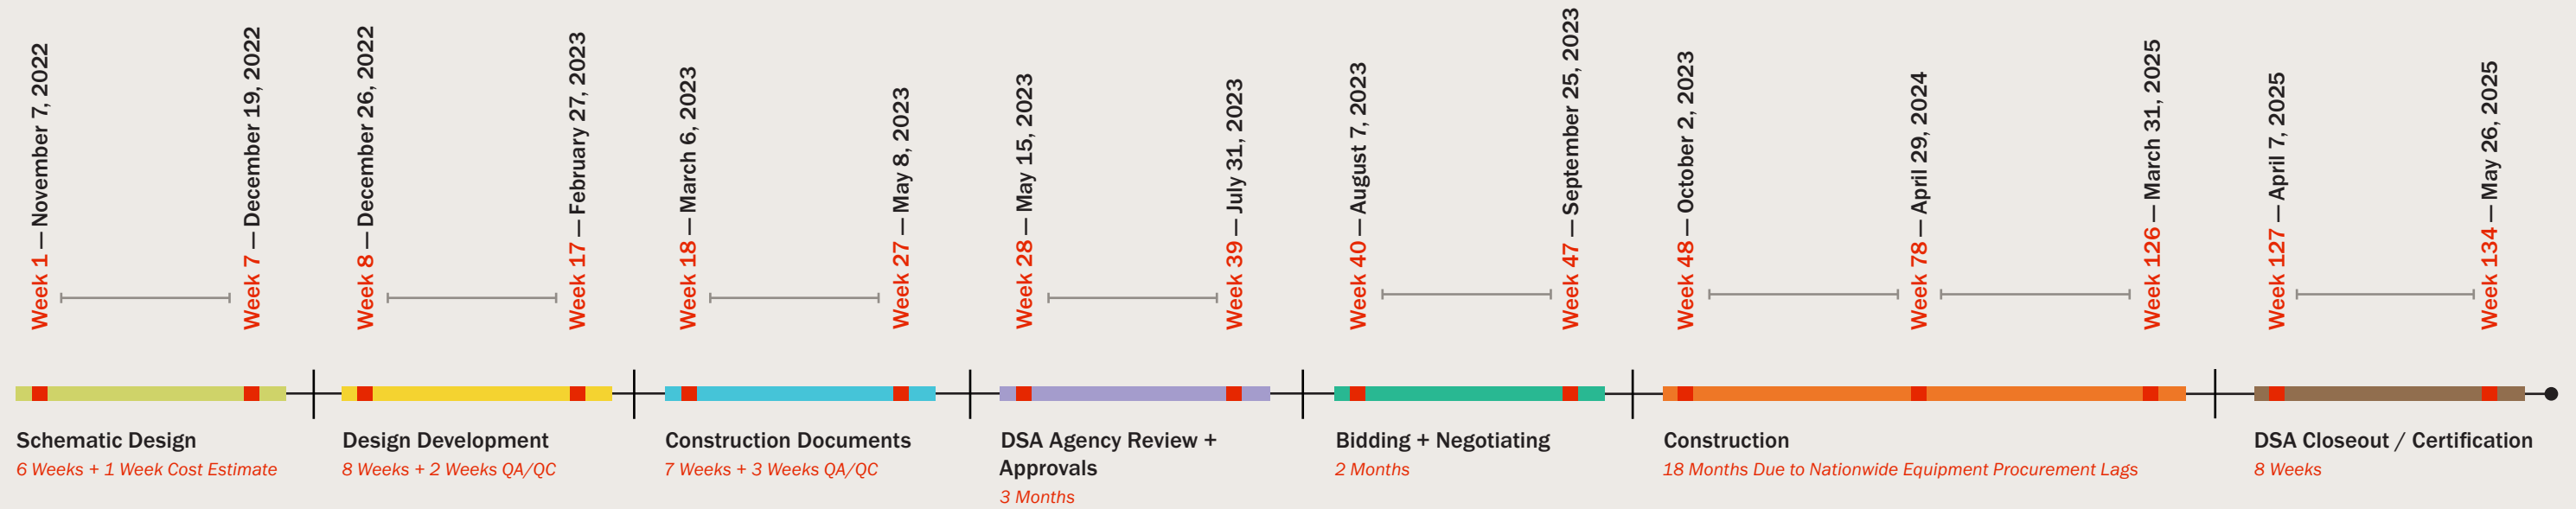 Week 1 — November 7, 2022
Week 7 — December 19, 2022
Week 8 — December 26, 2022
Week 17 — February 27, 2023
Week 18 — March 6, 2023
Week 27 — May 8, 2023
Week 28 — May 15, 2023
Week 39 — July 31, 2023
Week 40 — August 7, 2023
Week 47 — September 25, 2023
Week 48 — October 2, 2023
Week 78 — April 29, 2024
Week 126 — March 31, 2025
Week 127 — April 7, 2025
Week 134 — May 26, 2025
Schematic Design
6 Weeks + 1 Week Cost Estimate
Design Development
8 Weeks + 2 Weeks QA/QC
Construction Documents
7 Weeks + 3 Weeks QA/QC
DSA Agency Review +
Approvals
3 Months
Bidding + Negotiating
2 Months
Construction
18 Months Due to Nationwide Equipment Procurement Lags
DSA Closeout / Certification
8 Weeks